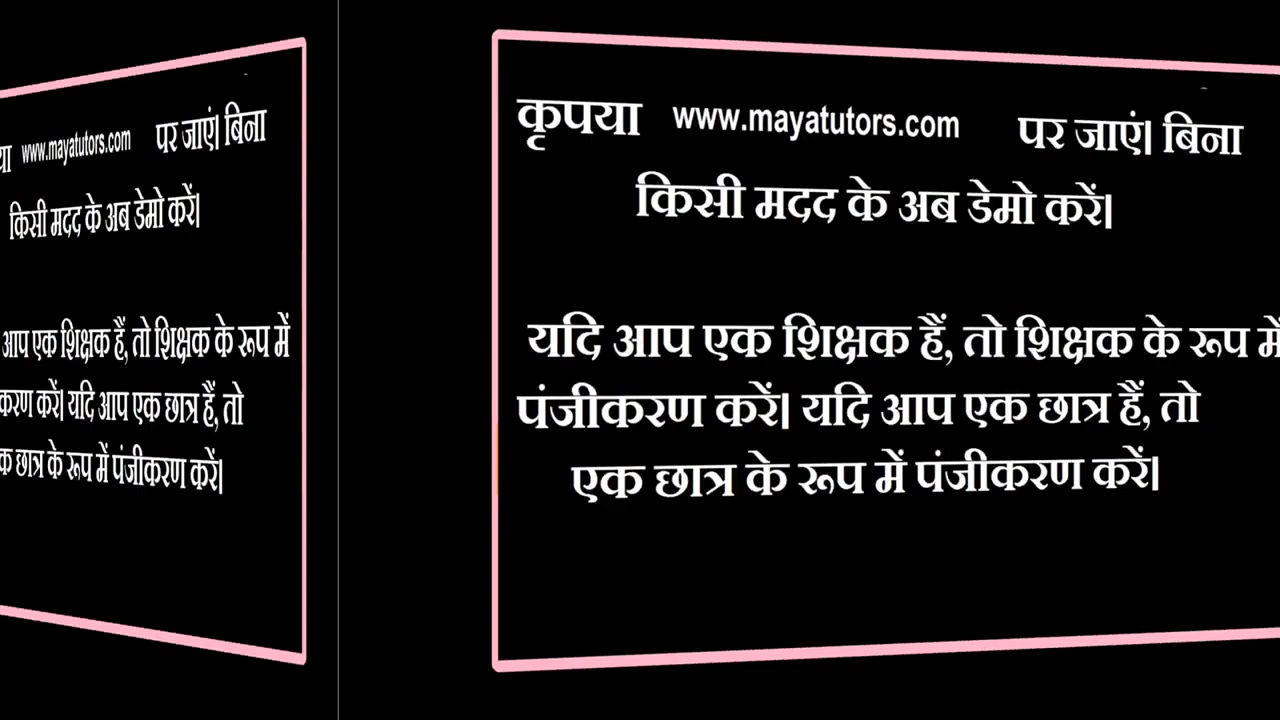 या www.mayatutors.com पर जाएं। बिना
किसी मदद के अब डेमो करें।
आप एक शिक्षक हैं, तो शिक्षक के रूप में
करण करें। यदि आप एक छात्र हैं, तो
क छात्र के रूप में पंजीकरण करें।
कृपया www.mayatutors.com पर जाएं। बिना
किसी मदद के अब डेमो करें।
यदि आप एक शिक्षक हैं, तो शिक्षक के रूप में
पंजीकरण करें। यदि आप एक छात्र हैं, तो
एक छात्र के रूप में पंजीकरण करें।